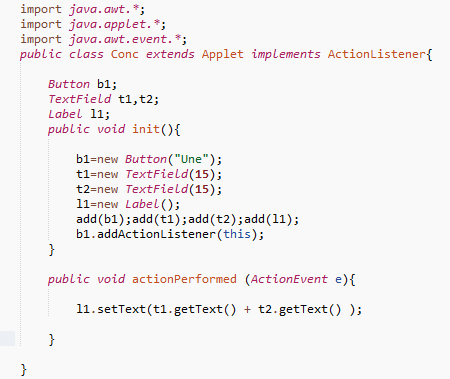 import java.awt.*;
import java.applet.*;
import java.awt.event.*;
public class Conc extends Applet implements ActionListener{
Button b1;
TextField t1,t2;
Label l1;
public void init(){
b1=new Button("Une");
t1=new TextField(15);
t2=new TextField(15);
l1=new Label();
add(b1);add(t1);add(t2);add(l1);
b1.addActionListener(this);
}
public void actionPerformed (ActionEvent e){
l1.setText(t1.getText() + t2.getText() );
}
}